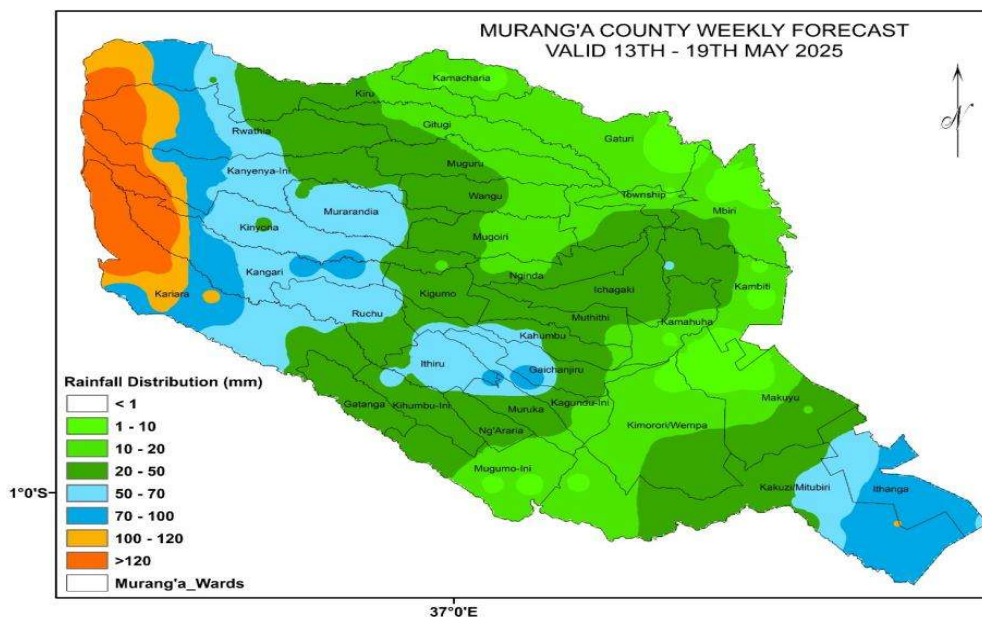 MURANG'A COUNTY WEEKLY FORECAST
VALID 13TH - 19TH MAY 2025
N
Kamacharia
Kiru
Gitugi
Gaturi
Rwathia
Muguru
Kanyenya-Ini
Wangu
Township
Murarandia
Mbiri
Kinyona
Mugoiri
Kangari
Nginda
Kariara
Kigumo
Ichagaki
Kambiti
Ruchu
Muthithi
Kamahuha
Kahumbu
Ithiru
Gaichanjiru
Makuyu
Gatanga
Kihumbu-Ini
Muruka
Kagundu-Ini
Kimorori/Wempa
Ng'Araria
Mugumo-Ini
Kakuzi/Mitubiri
Ithanga
Rainfall Distribution (mm)
< 1
1 - 10
10 - 20
20 - 50
50 - 70
70 - 100
100 - 120
>120
Murang'a_Wards
1°0'S
37°0'E